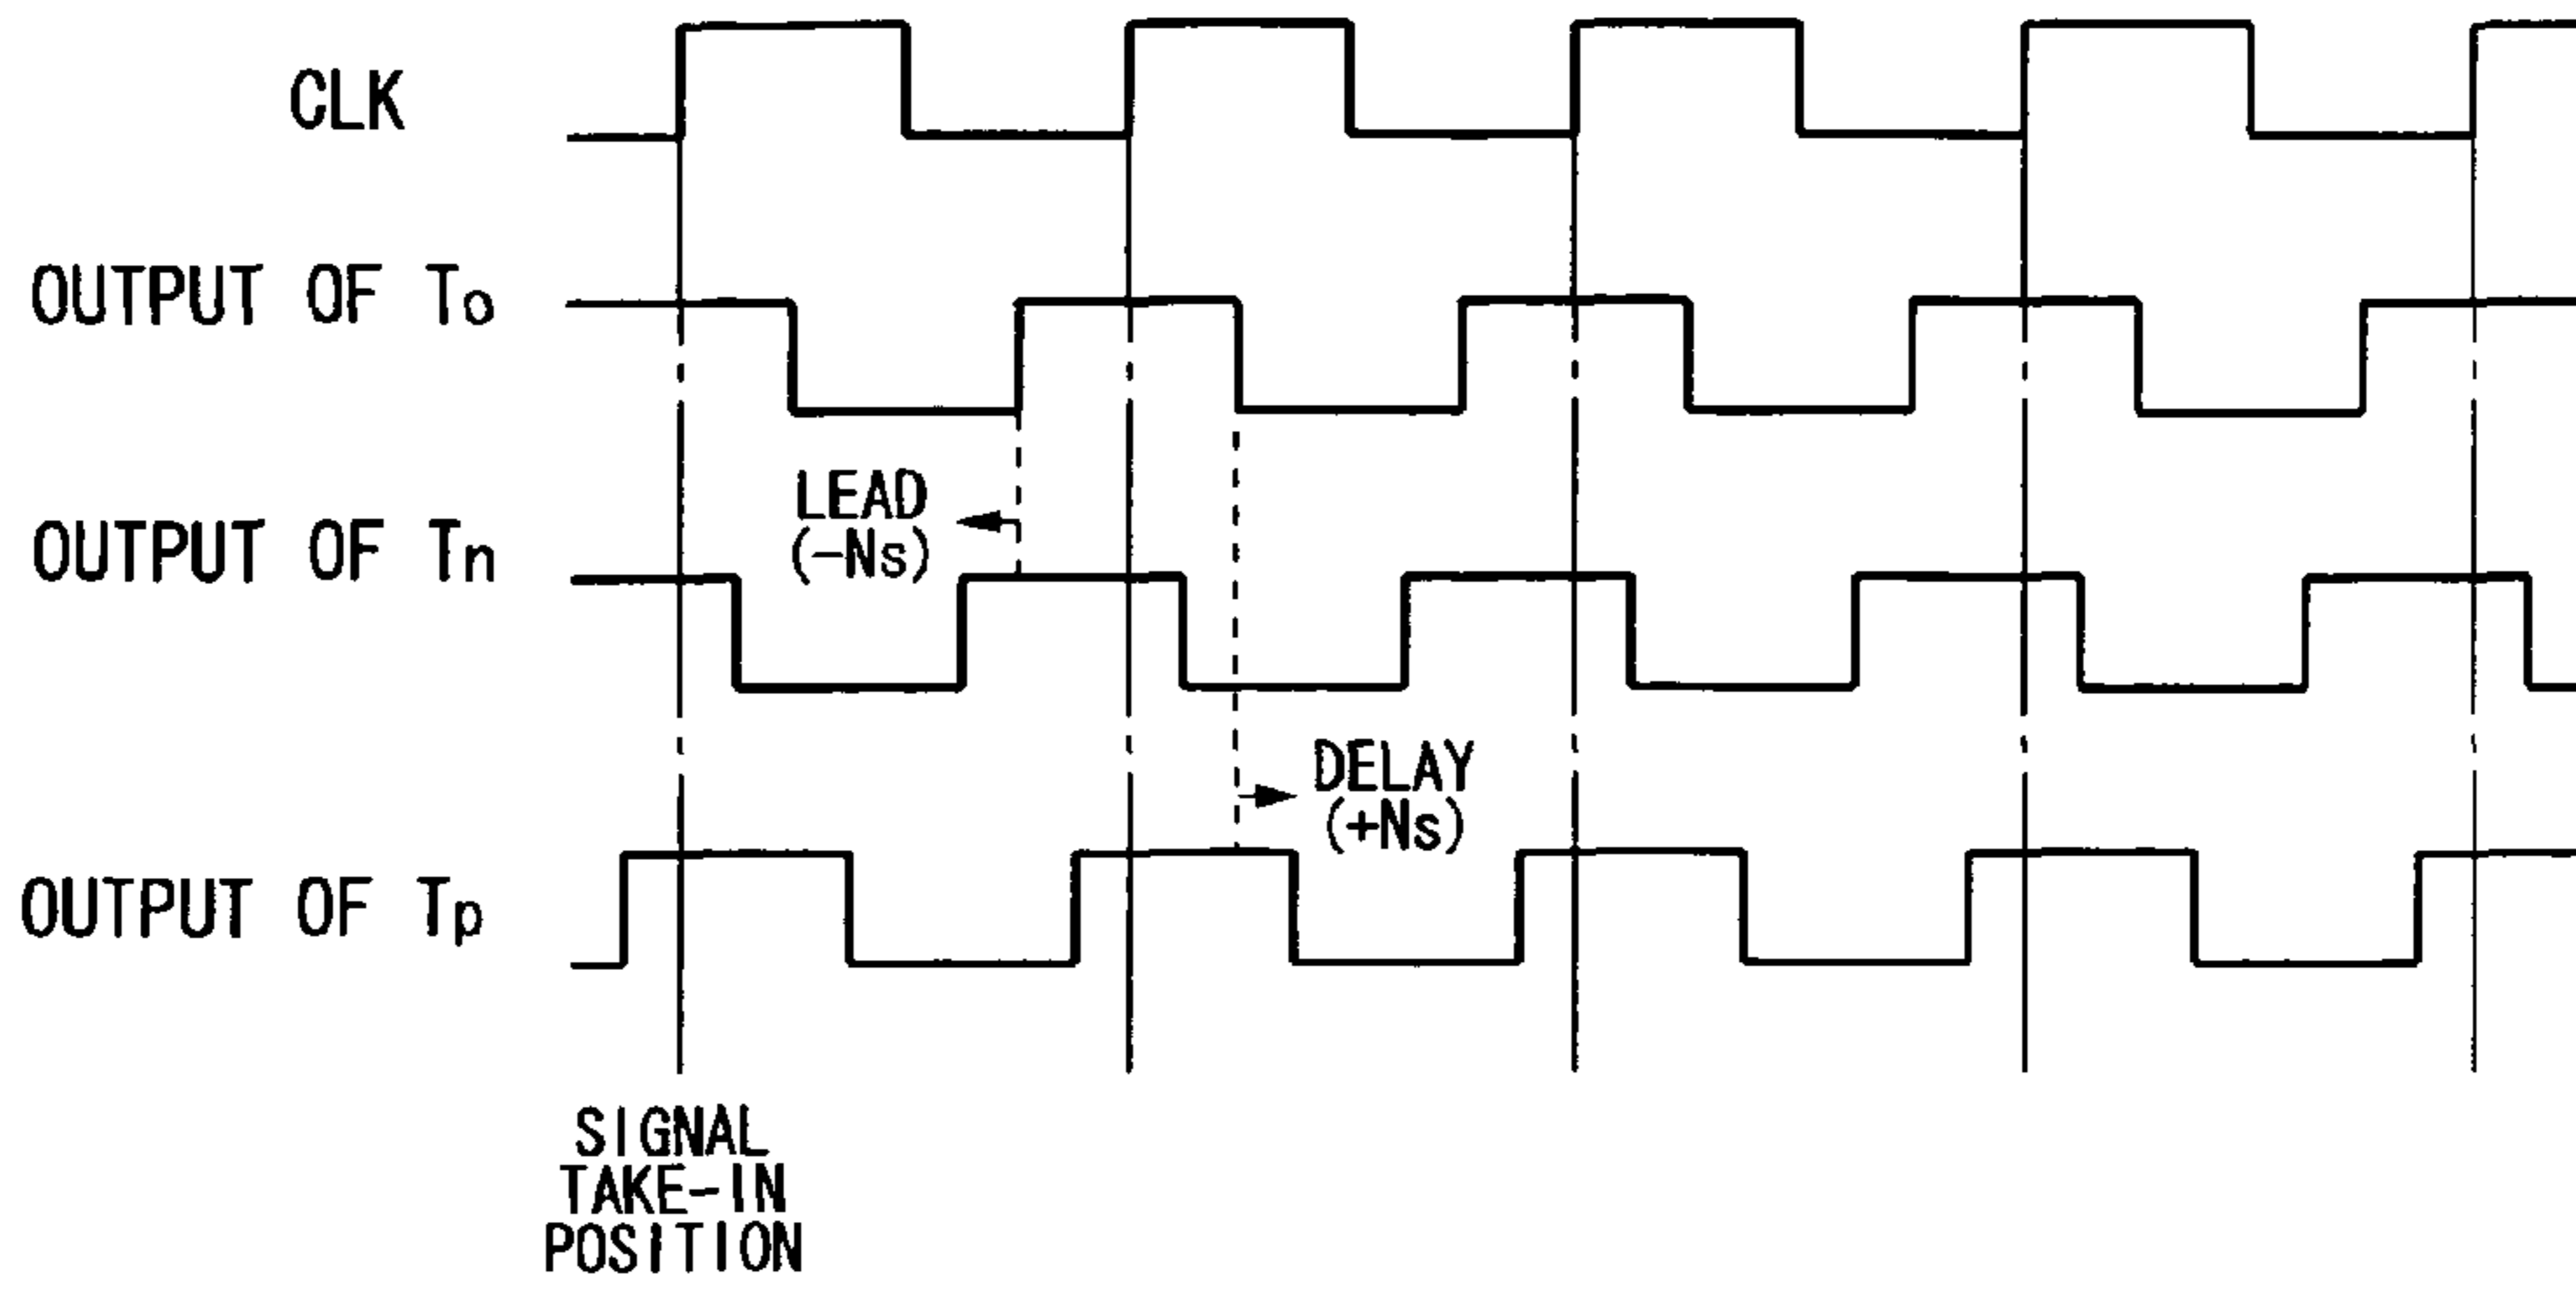 CLK
OUTPUT OF To
LEAD
(-Ns)
OUTPUT OF Tn
DELAY
(+Ns)
OUTPUT OF Tp
SIGNAL
TAKE-IN
POSITION